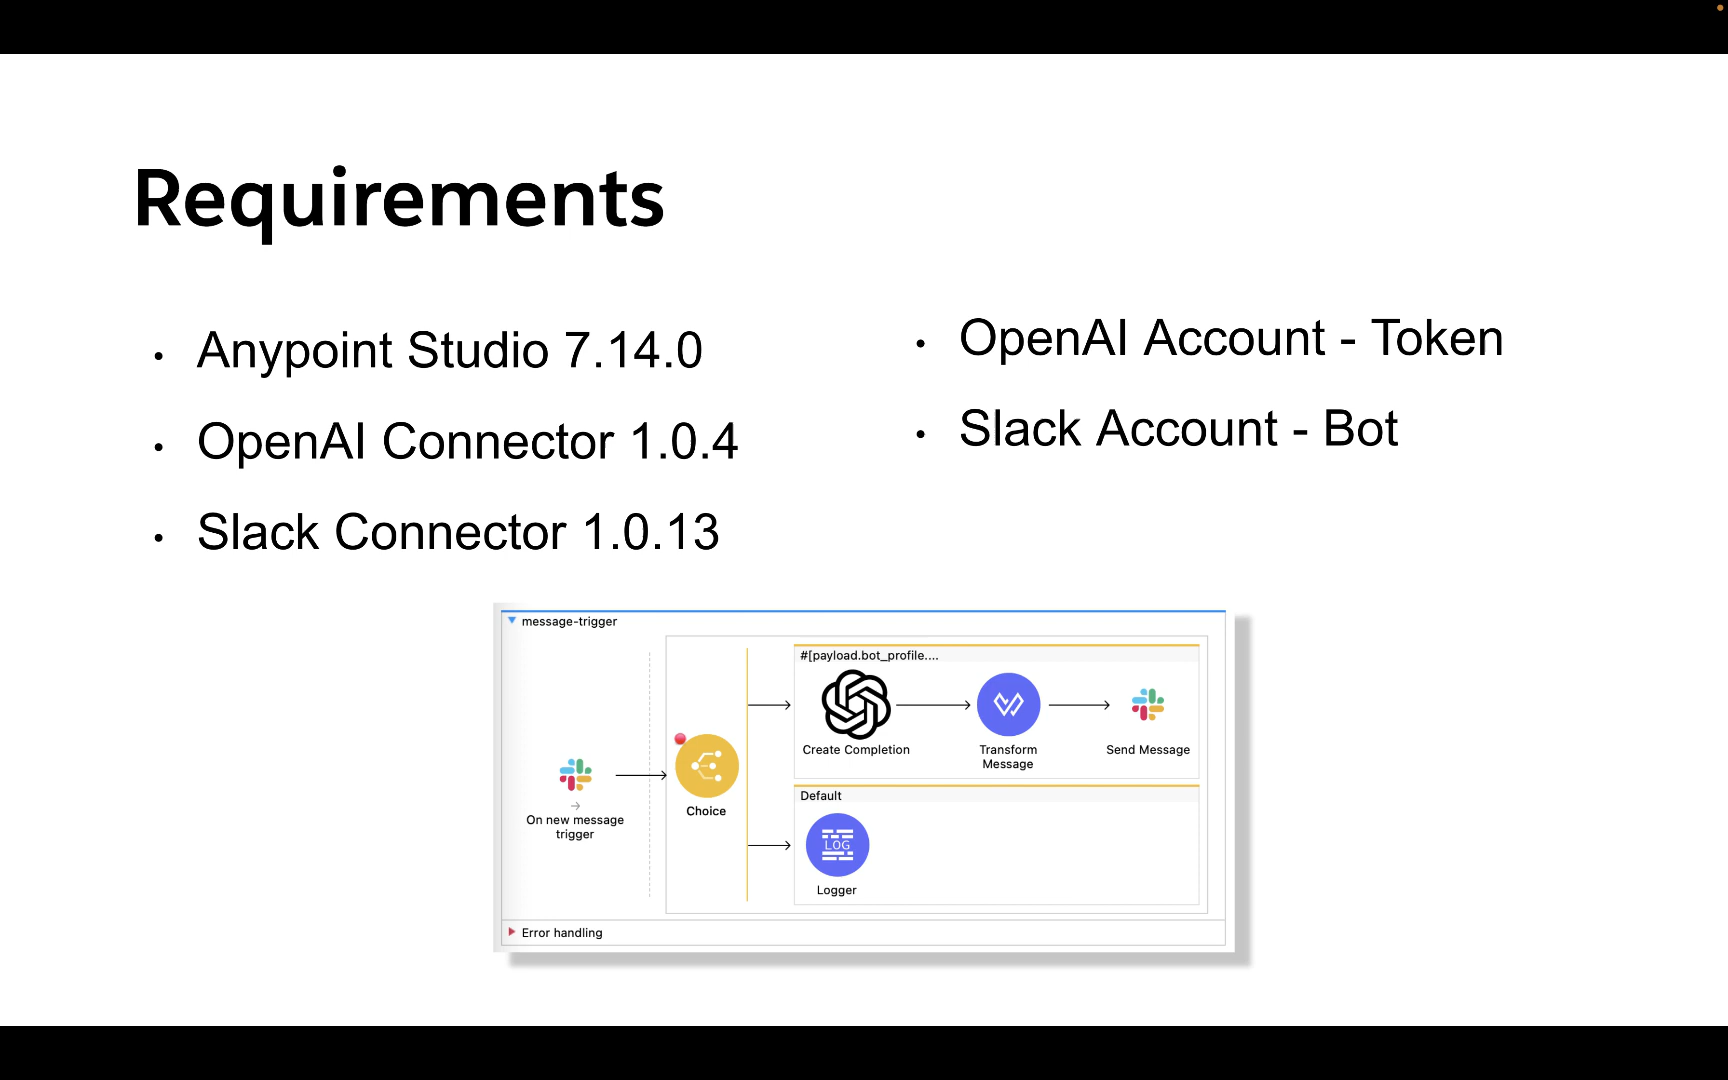 Requirements
Anypoint Studio 7.14.0
OpenAI Connector 1.0.4
Slack Connector 1.0.13
OpenAI Account - Token
Slack Account - Bot
message-trigger
On new message
trigger
Choice
#[payload.bot_profile....
Create Completion
Transform
Message
Send Message
Default
LOG
Logger
Error handling